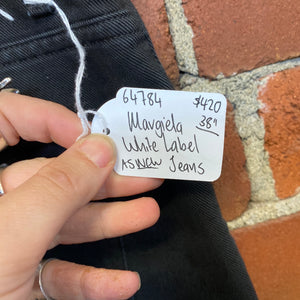 64784 $420
Margiela 38"
White Label
AS NEW Jeans